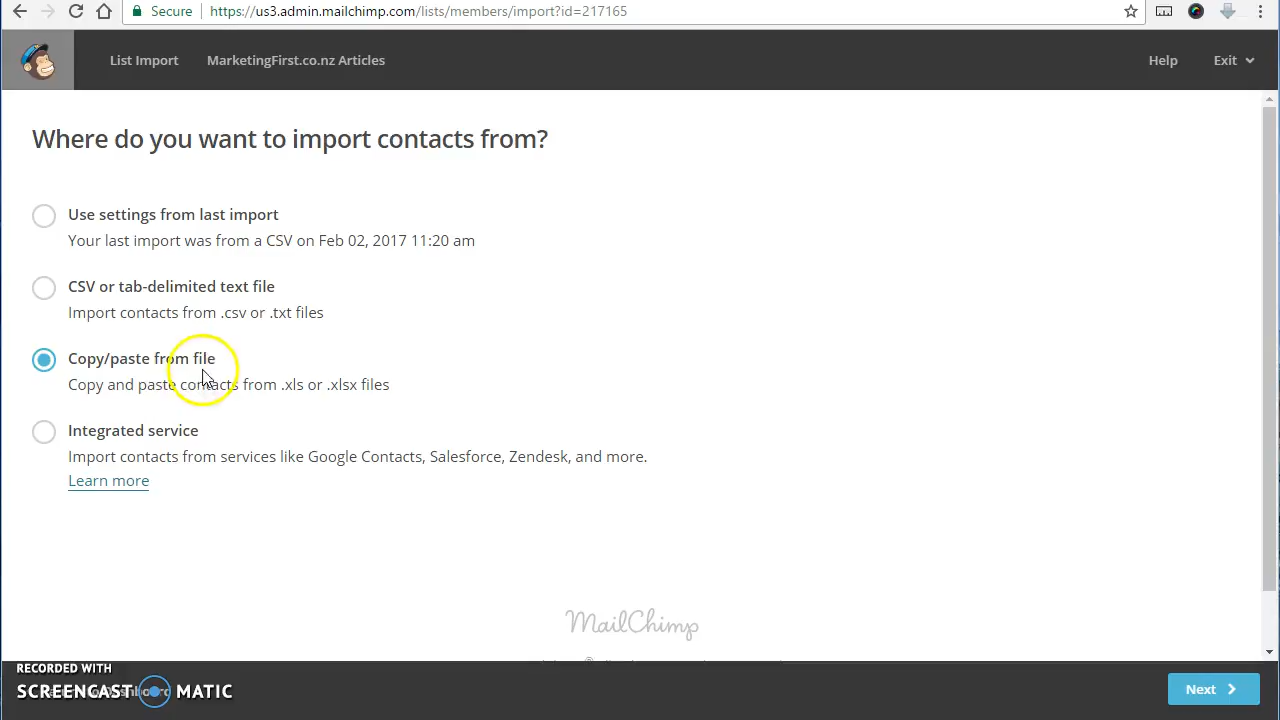 Secure https://us3.admin.mailchimp.com/lists/members/import?id=217165
List Import MarketingFirst.co.nz Articles Help Exit
Where do you want to import contacts from?
Use settings from last import
Your last import was from a CSV on Feb 02, 2017 11:20 am
CSV or tab-delimited text file
Import contacts from .csv or .txt files
Copy/paste from file
Copy and paste contacts from .xls or .xlsx files
Integrated service
Import contacts from services like Google Contacts, Salesforce, Zendesk, and more.
Learn more
MailChimp
RECORDED WITH
SCREENCAST MATIC
Next